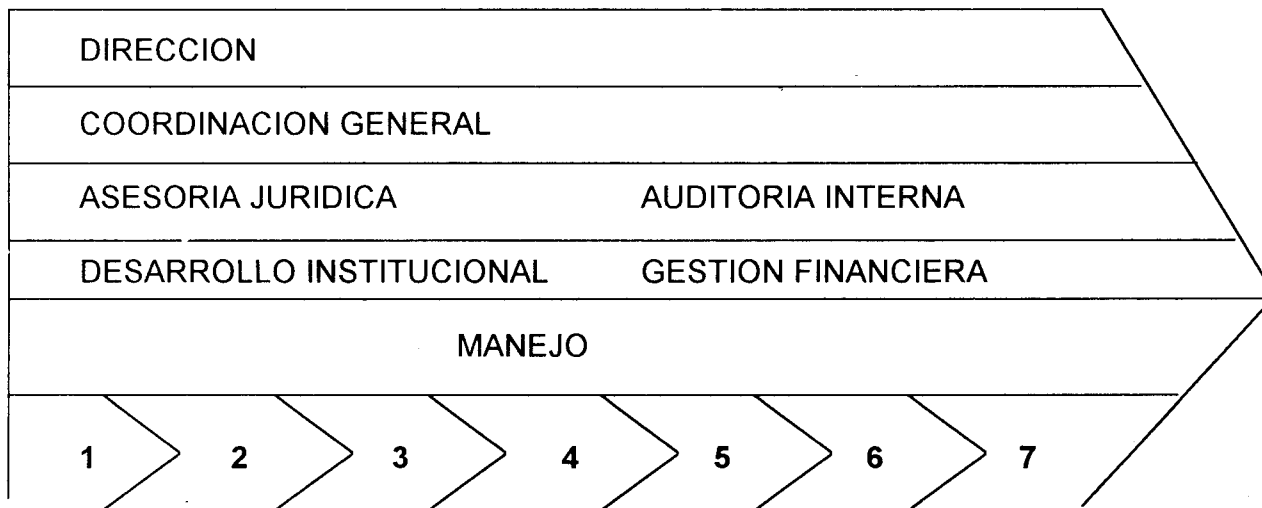 DIRECCION
COORDINACION GENERAL
ASESORIA JURIDICA AUDITORIA INTERNA
DESARROLLO INSTITUCIONAL GESTION FINANCIERA
MANEJO
1 2 3 4 5 6 7